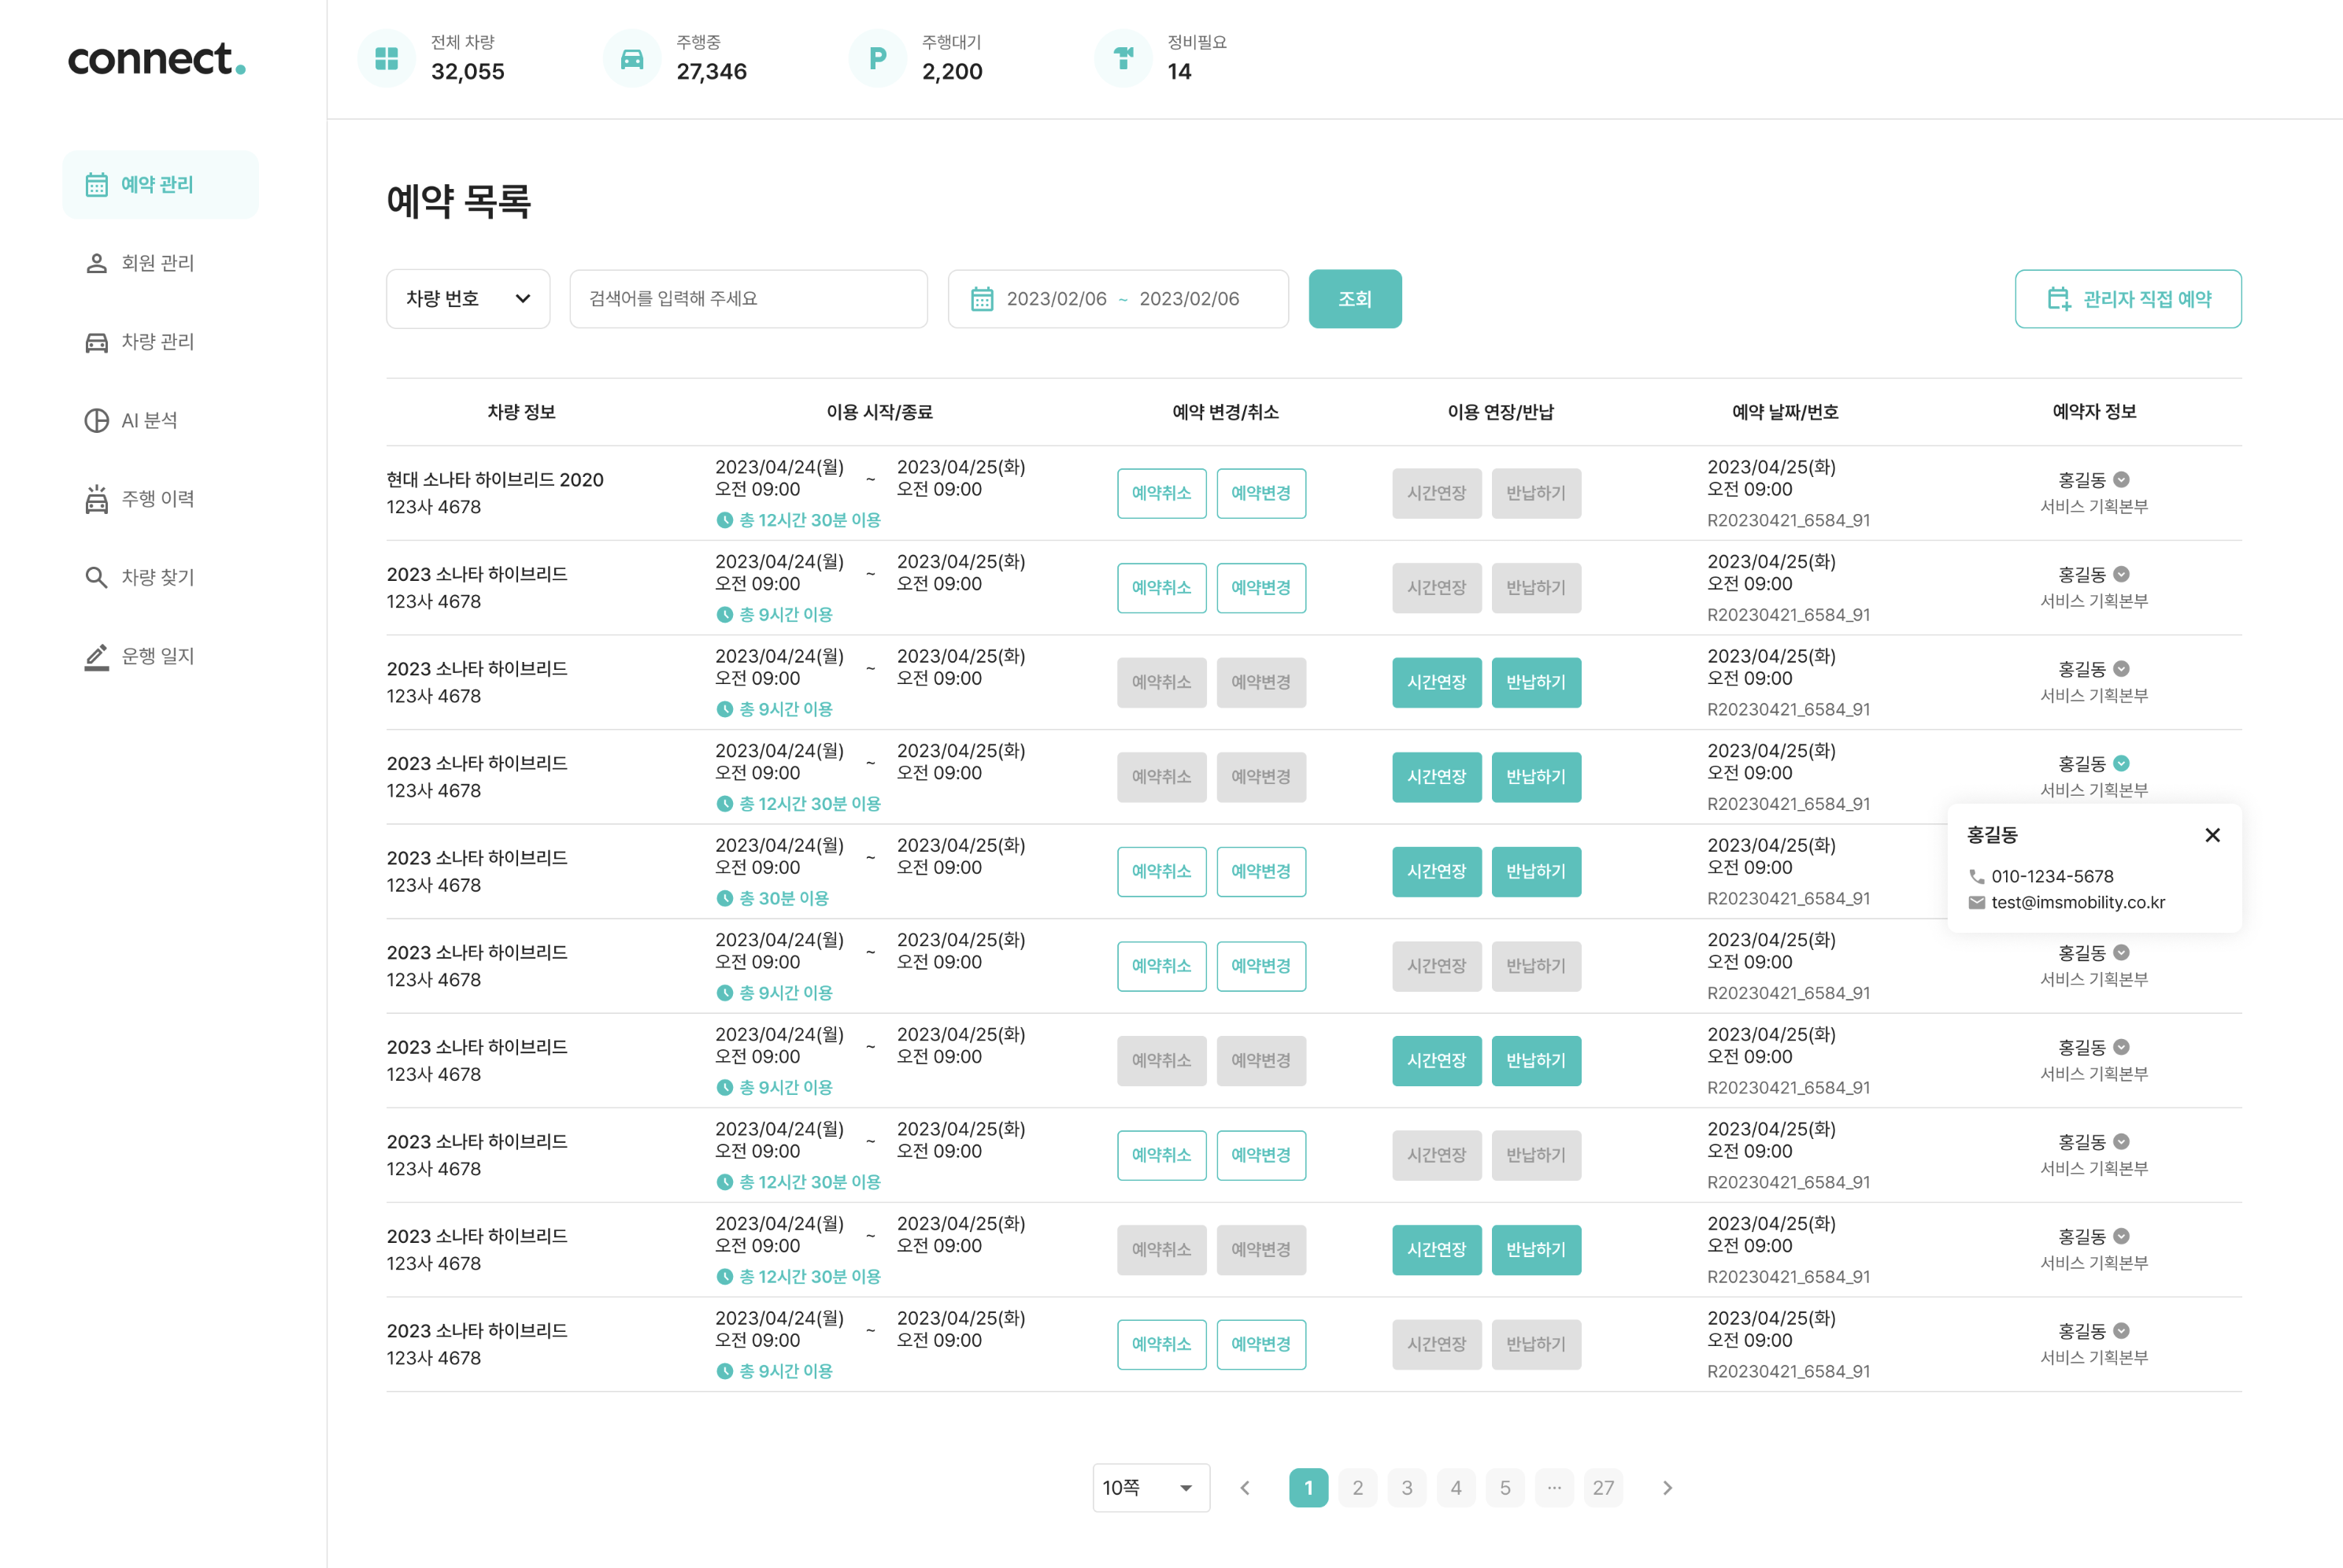 connect.
전체 차량
32,055
주행중
27,346
P
주행대기
2,200
정비필요
14
예약 관리
회원 관리
차량 관리
AI 분석
주행 이력
차량 찾기
운행 일지
예약 목록
차량 번호
검색어를 입력해 주세요
2023/02/06 ~ 2023/02/06
조회
관리자 직접 예약
차량 정보 이용 시작/종료 예약 변경/취소 이용 연장/반납 예약 날짜/번호 예약자 정보
현대 소나타 하이브리드 2020
123사 4678
2023/04/24(월) ~ 2023/04/25(화)
오전 09:00 오전 09:00
총 12시간 30분 이용
예약취소 예약변경 시간연장 반납하기
2023/04/25(화)
오전 09:00
R20230421_6584_91
홍길동
서비스 기획본부
2023 소나타 하이브리드
123사 4678
2023/04/24(월) ~ 2023/04/25(화)
오전 09:00 오전 09:00
총 9시간 이용
예약취소 예약변경 시간연장 반납하기
2023/04/25(화)
오전 09:00
R20230421_6584_91
홍길동
서비스 기획본부
2023 소나타 하이브리드
123사 4678
2023/04/24(월) ~ 2023/04/25(화)
오전 09:00 오전 09:00
총 9시간 이용
예약취소 예약변경 시간연장 반납하기
2023/04/25(화)
오전 09:00
R20230421_6584_91
홍길동
서비스 기획본부
2023 소나타 하이브리드
123사 4678
2023/04/24(월) ~ 2023/04/25(화)
오전 09:00 오전 09:00
총 12시간 30분 이용
예약취소 예약변경 시간연장 반납하기
2023/04/25(화)
오전 09:00
R20230421_6584_91
홍길동
서비스 기획본부
2023 소나타 하이브리드
123사 4678
2023/04/24(월) ~ 2023/04/25(화)
오전 09:00 오전 09:00
총 30분 이용
예약취소 예약변경 시간연장 반납하기
2023/04/25(화)
오전 09:00
R20230421_6584_91
홍길동
010-1234-5678
test@imsmobility.co.kr
2023 소나타 하이브리드
123사 4678
2023/04/24(월) ~ 2023/04/25(화)
오전 09:00 오전 09:00
총 9시간 이용
예약취소 예약변경 시간연장 반납하기
2023/04/25(화)
오전 09:00
R20230421_6584_91
홍길동
서비스 기획본부
2023 소나타 하이브리드
123사 4678
2023/04/24(월) ~ 2023/04/25(화)
오전 09:00 오전 09:00
총 9시간 이용
예약취소 예약변경 시간연장 반납하기
2023/04/25(화)
오전 09:00
R20230421_6584_91
홍길동
서비스 기획본부
2023 소나타 하이브리드
123사 4678
2023/04/24(월) ~ 2023/04/25(화)
오전 09:00 오전 09:00
총 12시간 30분 이용
예약취소 예약변경 시간연장 반납하기
2023/04/25(화)
오전 09:00
R20230421_6584_91
홍길동
서비스 기획본부
2023 소나타 하이브리드
123사 4678
2023/04/24(월) ~ 2023/04/25(화)
오전 09:00 오전 09:00
총 12시간 30분 이용
예약취소 예약변경 시간연장 반납하기
2023/04/25(화)
오전 09:00
R20230421_6584_91
홍길동
서비스 기획본부
2023 소나타 하이브리드
123사 4678
2023/04/24(월) ~ 2023/04/25(화)
오전 09:00 오전 09:00
총 9시간 이용
예약취소 예약변경 시간연장 반납하기
2023/04/25(화)
오전 09:00
R20230421_6584_91
홍길동
서비스 기획본부
10쪽 1 2 3 4 5 ... 27